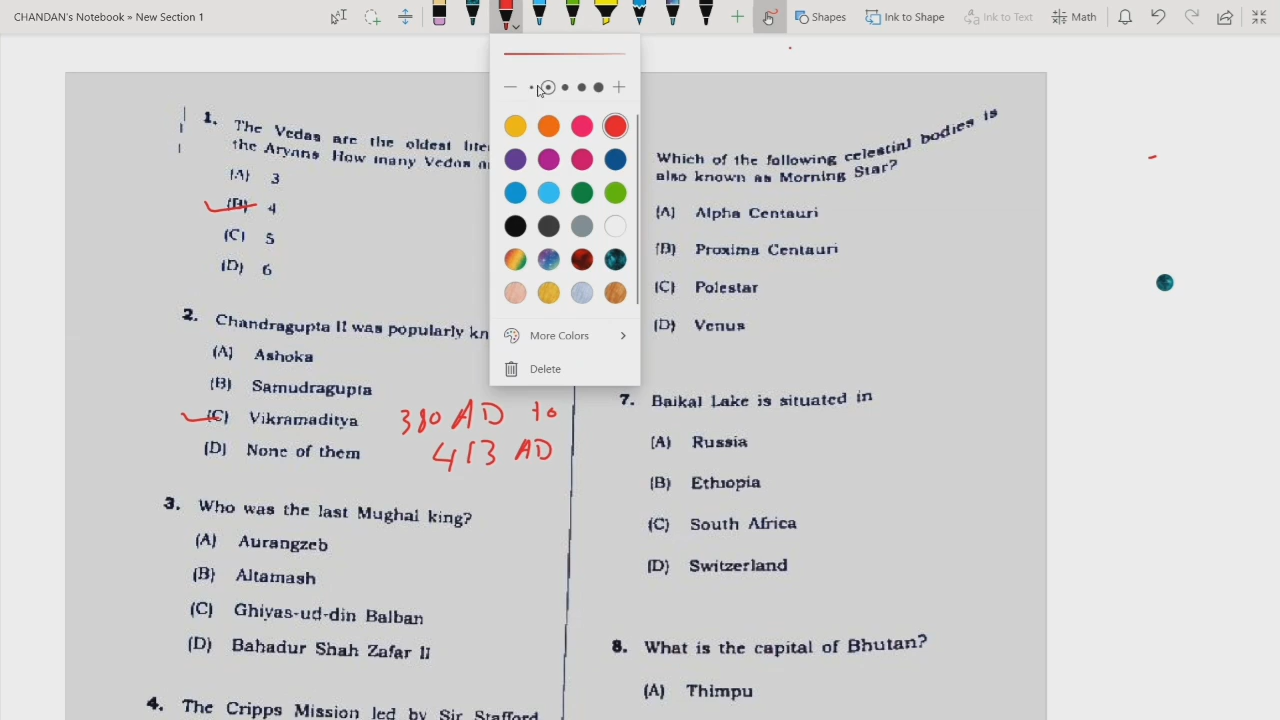 CHANDAN's Notebook » New Section 1
Shapes
Ink to Shape
Ink to Text
Math
More Colors
Delete
1. The Vedas are the oldest
the Aryans How many Vedas
(A) 3
(B) 4
(C) 5
(D) 6
2. Chandragupta II was popularly
(A) Ashoka
(B) Samudragupta
(C) Vikramaditya
(D) None of them
380 AD to
413 AD
3. Who was the last Mughal king?
(A) Aurangzeb
(B) Altamash
(C) Ghiyas-ud-din Balban
(D) Bahadur Shah Zafar II
4. The Cripps Mission led by Sir Stafford
Which of the following celestial bodies is
also known as Morning Star?
(A) Alpha Centauri
(B) Proxima Centauri
(C) Polestar
(D) Venus
7. Baikal Lake is situated in
(A) Russia
(B) Ethiopia
(C) South Africa
(D) Switzerland
8. What is the capital of Bhutan?
(A) Thimpu